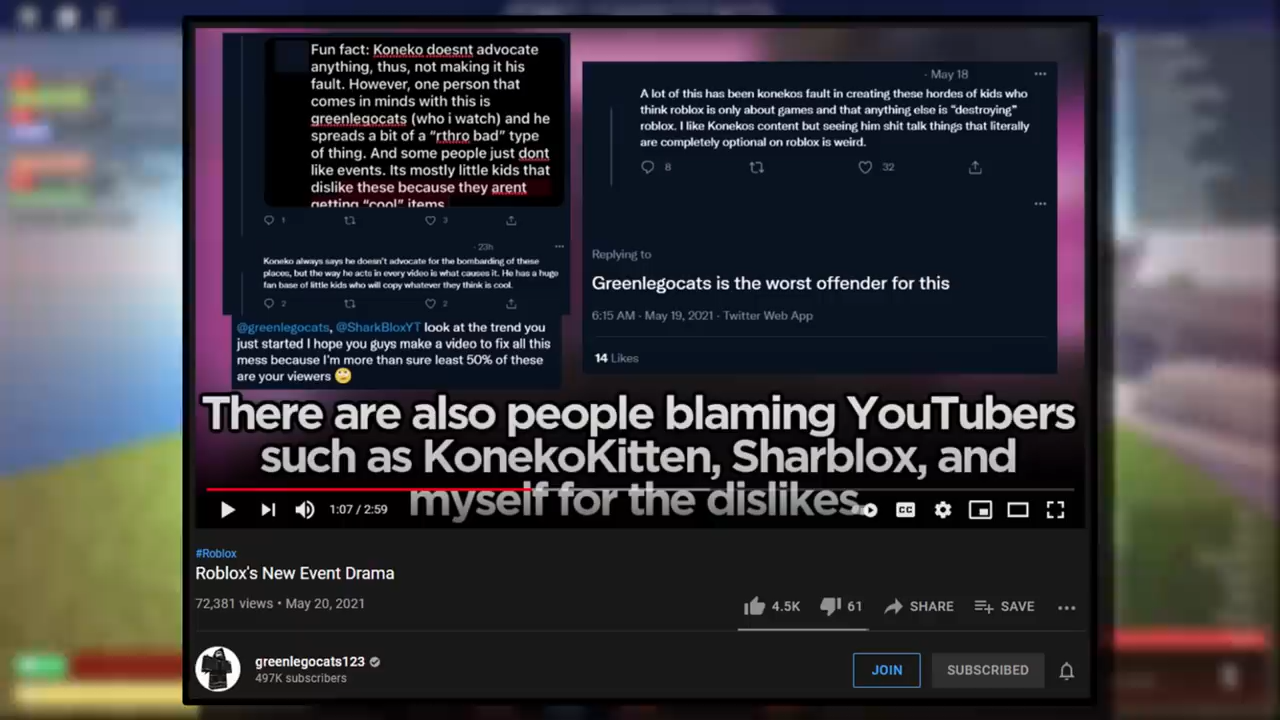 Fun fact: Koneko doesnt advocate
anything, thus, not making it his
fault. However, one person that
comes in minds with this is
greenlegocats (who i watch) and he
spreads a bit of a “rthro bad” type
of thing. And some people just dont
like events. Its mostly little kids that
dislike these because they arent
getting “cool” items
1
3
· 23h
Koneko always says he doesn’t advocate for the bombarding of these
places, but the way he acts in every video is what causes it. He has a huge
fan base of little kids who will copy whatever they think is cool.
2
2
@greenlegocats, @SharkBloxYT look at the trend you
just started I hope you guys make a video to fix all this
mess because I'm more than sure least 50% of these
are your viewers 🙄
· May 18
A lot of this has been konekos fault in creating these hordes of kids who
think roblox is only about games and that anything else is “destroying”
roblox. I like Konekos content but seeing him shit talk things that literally
are completely optional on roblox is weird.
8
32
Replying to
Greenlegocats is the worst offender for this
6:15 AM · May 19, 2021 · Twitter Web App
14 Likes
There are also people blaming YouTubers
such as KonekoKitten, Sharblox, and
myself for the dislikes.
1:07 / 2:59
CC
#Roblox
Roblox's New Event Drama
72,381 views • May 20, 2021
4.5K
61
SHARE
SAVE
greenlegocats123
497K subscribers
JOIN
SUBSCRIBED